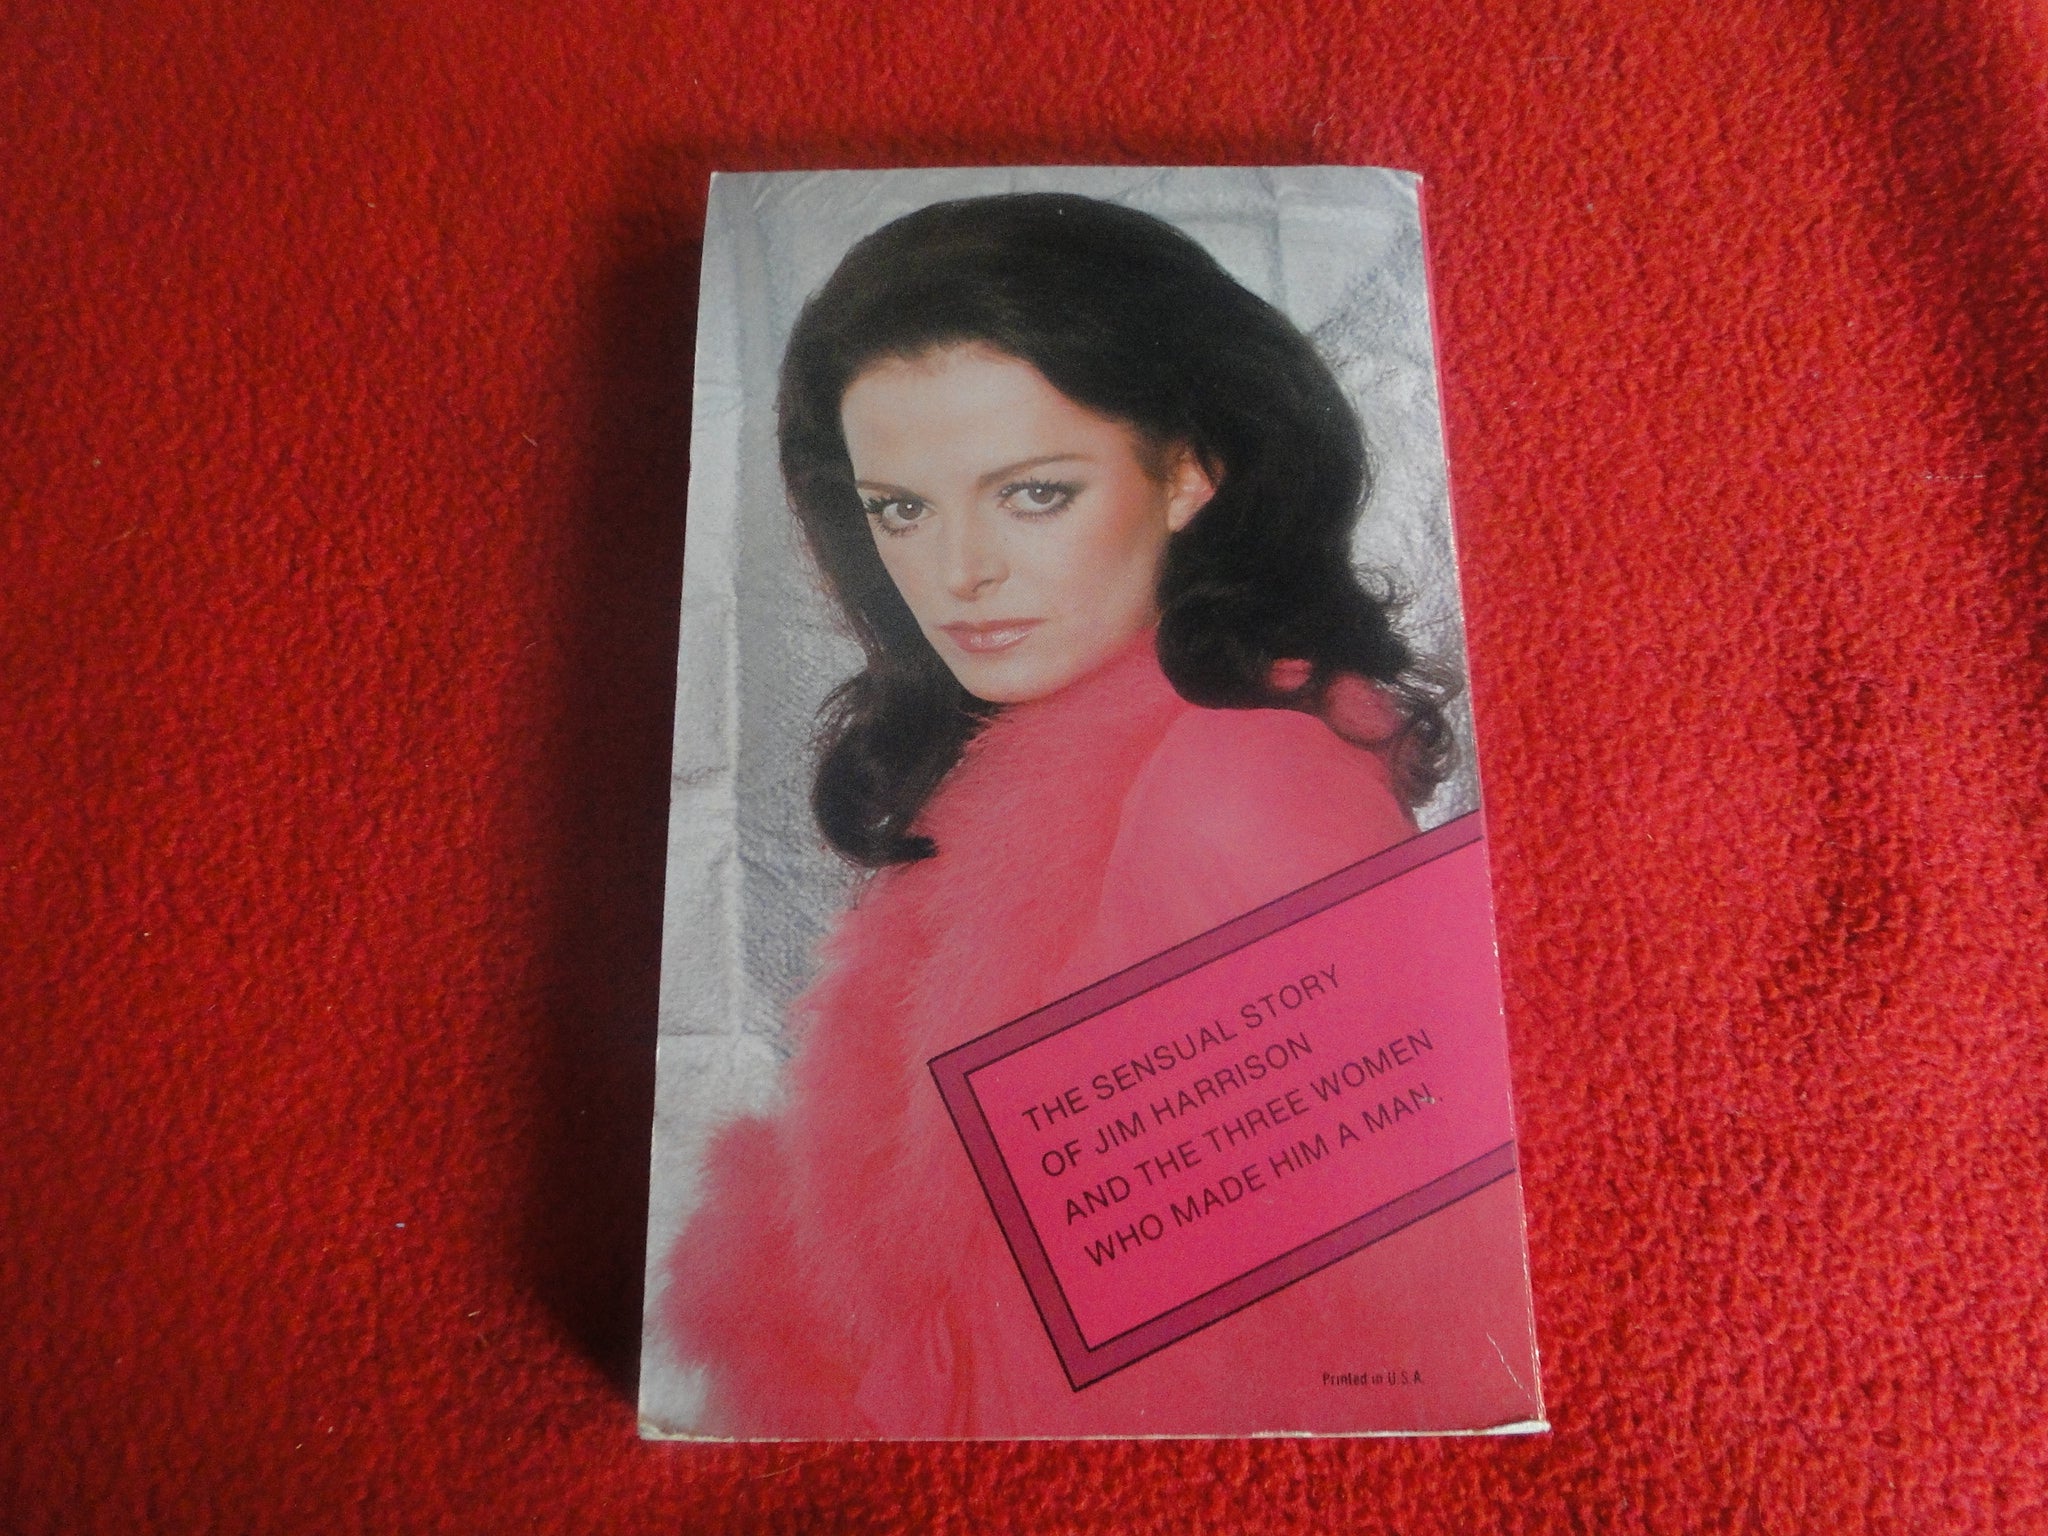 THE SENSUAL STORY
OF JIM HARRISON
AND THE THREE WOMEN
WHO MADE HIM A MAN.
Printed in U.S.A.